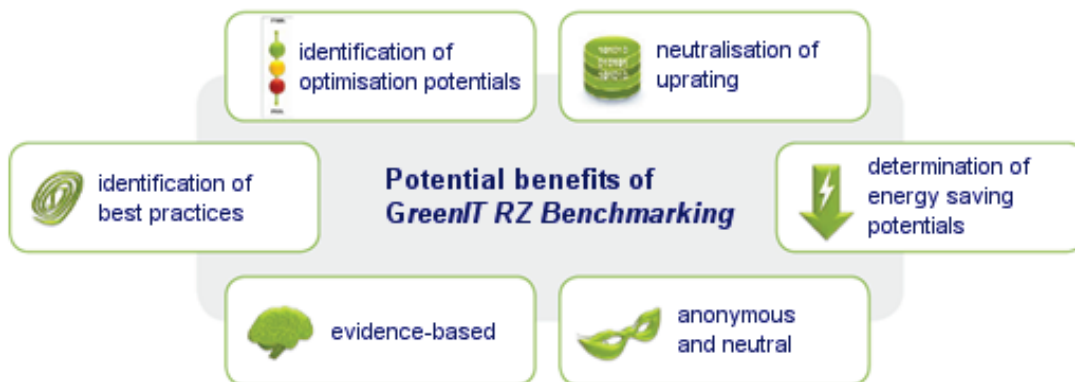 identification of
optimisation potentials
neutralisation of
uprating
identification of
best practices
Potential benefits of
GreenIT RZ Benchmarking
determination of
energy saving
potentials
evidence-based
anonymous
and neutral